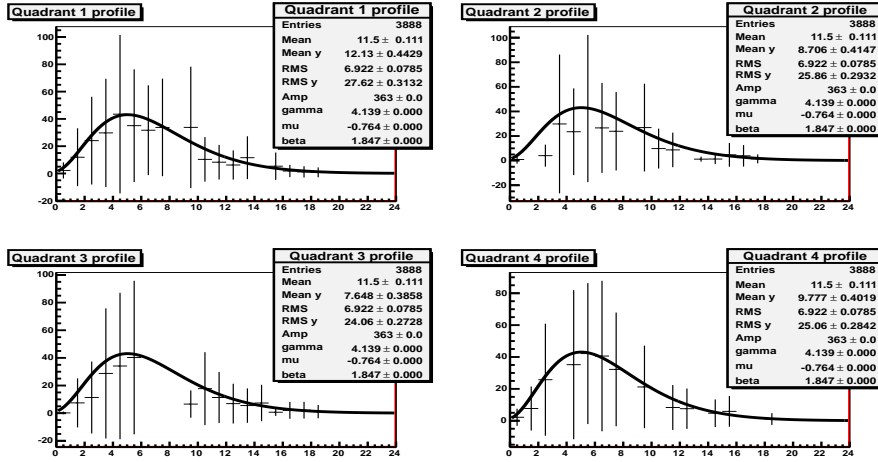 Quadrant 1 profile
Quadrant 1 profile
Entries 3888
Mean 11.5 ± 0.111
Mean y 12.13 ± 0.4429
RMS 6.922 ± 0.0785
RMS y 27.62 ± 0.3132
Amp 363 ± 0.0
gamma 4.139 ± 0.000
mu -0.764 ± 0.000
beta 1.847 ± 0.000
100
80
60
40
20
0
-20
0 2 4 6 8 10 12 14 16 18 20 22 24
Quadrant 2 profile
Quadrant 2 profile
Entries 3888
Mean 11.5 ± 0.111
Mean y 8.706 ± 0.4147
RMS 6.922 ± 0.0785
RMS y 25.86 ± 0.2932
Amp 363 ± 0.0
gamma 4.139 ± 0.000
mu -0.764 ± 0.000
beta 1.847 ± 0.000
100
80
60
40
20
0
-20
0 2 4 6 8 10 12 14 16 18 20 22 24
Quadrant 3 profile
Quadrant 3 profile
Entries 3888
Mean 11.5 ± 0.111
Mean y 7.648 ± 0.3858
RMS 6.922 ± 0.0785
RMS y 24.06 ± 0.2728
Amp 363 ± 0.0
gamma 4.139 ± 0.000
mu -0.764 ± 0.000
beta 1.847 ± 0.000
100
80
60
40
20
0
-20
0 2 4 6 8 10 12 14 16 18 20 22 24
Quadrant 4 profile
Quadrant 4 profile
Entries 3888
Mean 11.5 ± 0.111
Mean y 9.777 ± 0.4019
RMS 6.922 ± 0.0785
RMS y 25.06 ± 0.2842
Amp 363 ± 0.0
gamma 4.139 ± 0.000
mu -0.764 ± 0.000
beta 1.847 ± 0.000
80
60
40
20
0
0 2 4 6 8 10 12 14 16 18 20 22 24